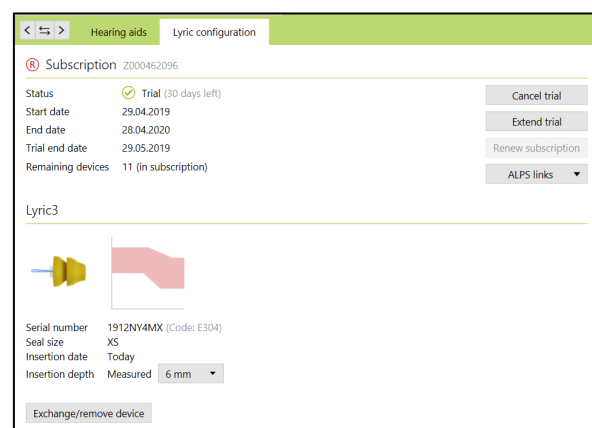 Hearing aids Lyric configuration
R Subscription Z000462096
Status Trial (30 days left) Cancel trial
Start date 29.04.2019 Extend trial
End date 28.04.2020
Trial end date 29.05.2019 Renew subscription
Remaining devices 11 (in subscription) ALPS links
Lyric3
Serial number 1912NY4MX (Code: E304)
Seal size XS
Insertion date Today
Insertion depth Measured 6 mm
Exchange/remove device